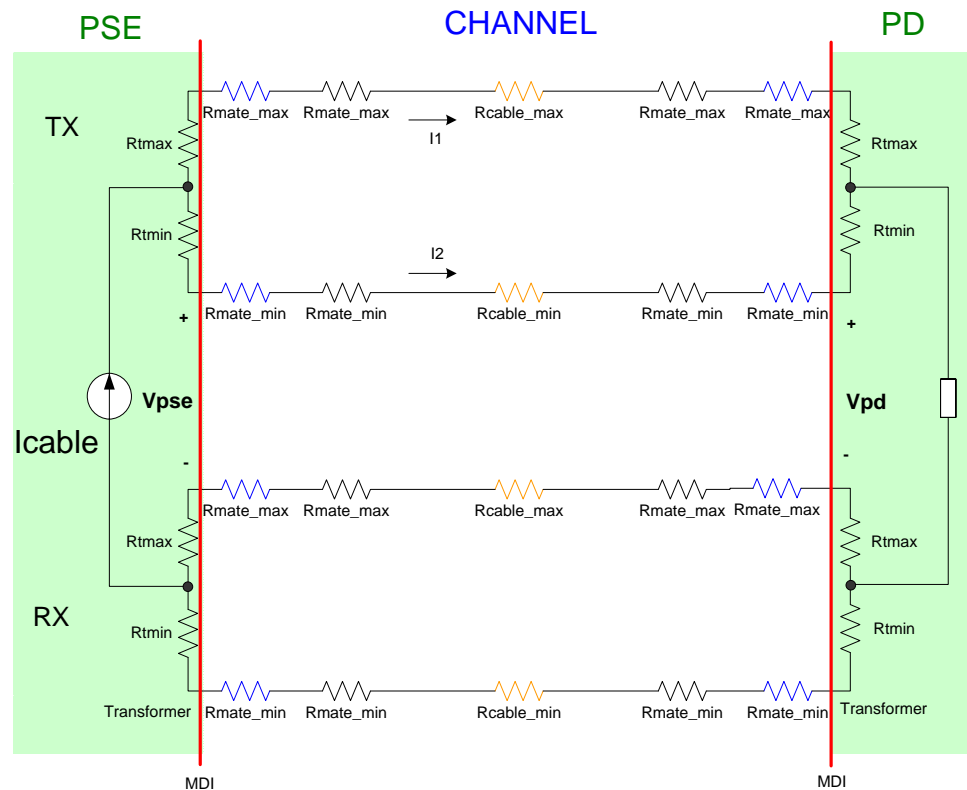 PSE CHANNEL PD
Rmate_max Rmate_max Rcable_max Rmate_max Rmate_max
TX
I1
Rtmax Rtmax
Rtmin Rtmin
I2
Rmate_min Rmate_min Rcable_min Rmate_min Rmate_min
+ +
Vpse Vpd
Icable
- -
Rmate_max Rmate_max Rcable_max Rmate_max Rmate_max
Rtmax Rtmax
RX
Rtmin Rtmin
Transformer Rmate_min Rmate_min Rcable_min Rmate_min Rmate_min Transformer
MDI MDI